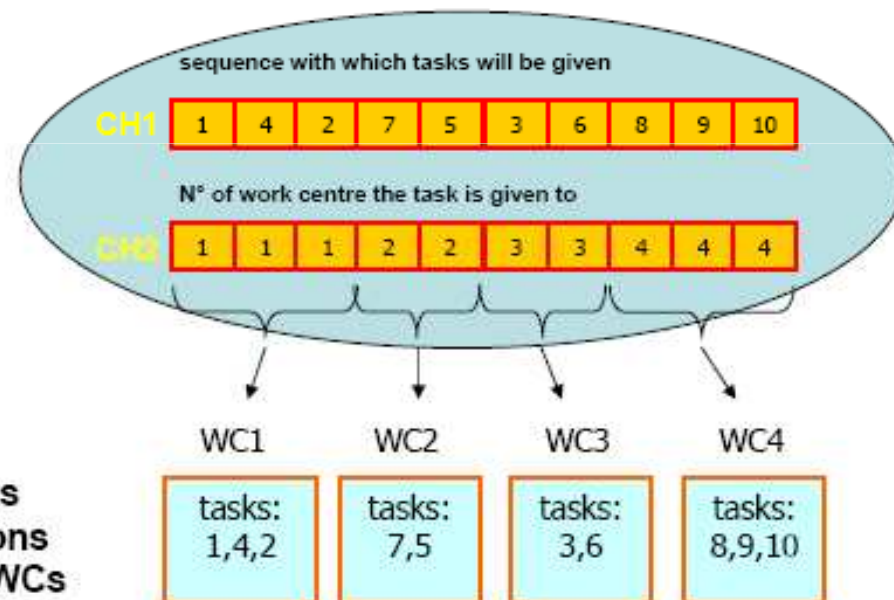 sequence with which tasks will be given
CH1 1 4 2 7 5 3 6 8 9 10
N° of work centre the task is given to
CH2 1 1 1 2 2 3 3 4 4 4
WC1 WC2 WC3 WC4
tasks: tasks: tasks: tasks:
1,4,2 7,5 3,6 8,9,10
WCs